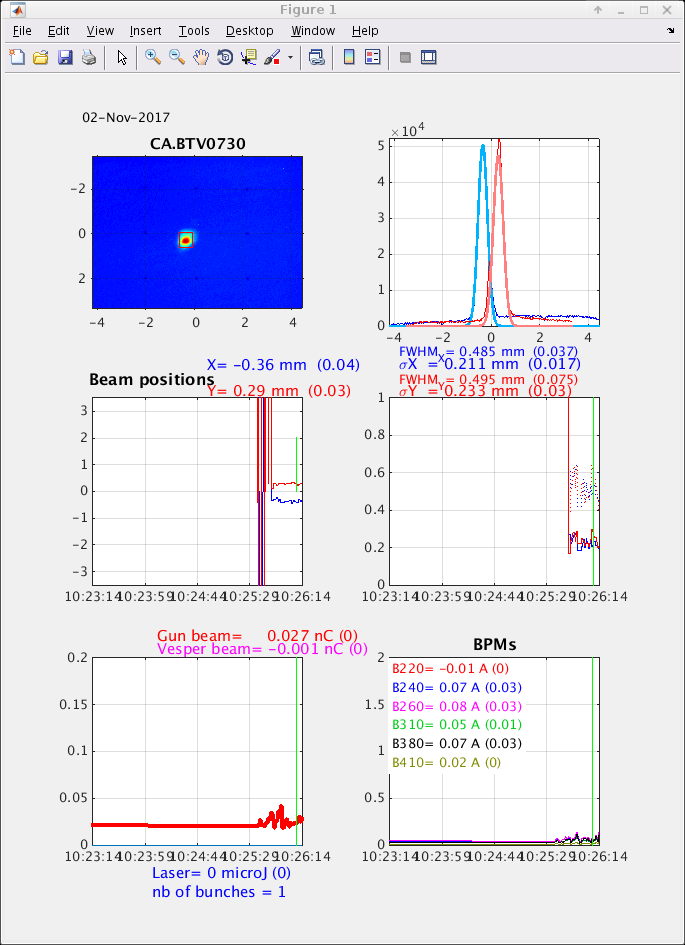 Figure 1
File Edit View Insert Tools Desktop Window Help
02-Nov-2017
CA.BTV0730
-2
0
2
-4 -2 0 2 4
×10^4
5
4
3
2
1
0
-4 -2 0 2 4
X= -0.36 mm (0.04)
Y= 0.29 mm (0.03)
FWHM_X= 0.485 mm (0.037)
σX = 0.211 mm (0.017)
FWHM_Y= 0.495 mm (0.075)
σY = 0.233 mm (0.03)
Beam positions
3
2
1
0
-1
-2
-3
10:23:14 10:23:59 10:24:44 10:25:29 10:26:14
1
0.8
0.6
0.4
0.2
0
10:23:14 10:23:59 10:24:44 10:25:29 10:26:14
Gun beam= 0.027 nC (0)
Vesper beam= -0.001 nC (0)
0.2
0.15
0.1
0.05
0
10:23:14 10:23:59 10:24:44 10:25:29 10:26:14
Laser= 0 microJ (0)
nb of bunches = 1
BPMs
2
1.5
1
0.5
0
B220= -0.01 A (0)
B240= 0.07 A (0.03)
B260= 0.08 A (0.03)
B310= 0.05 A (0.01)
B380= 0.07 A (0.03)
B410= 0.02 A (0)
10:23:14 10:23:59 10:24:44 10:25:29 10:26:14